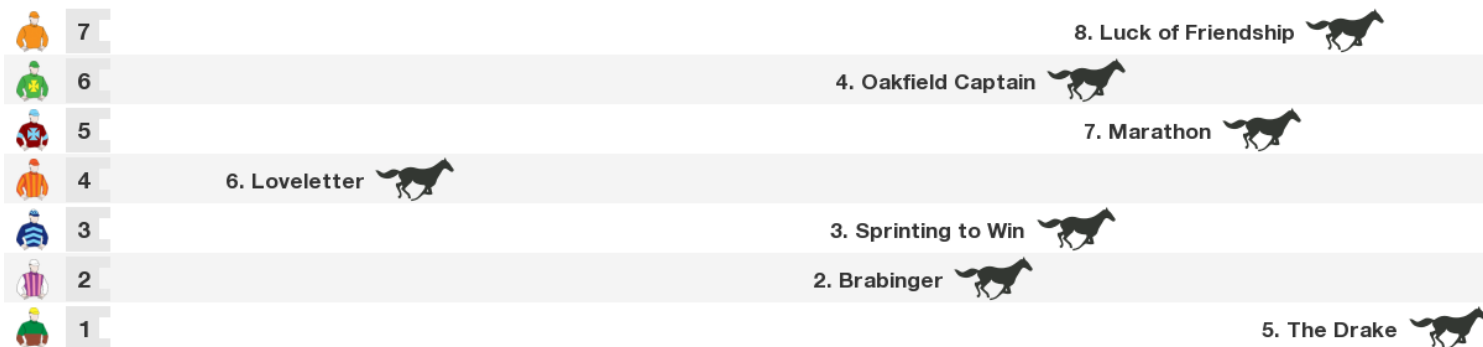 7 8. Luck of Friendship
6 4. Oakfield Captain
5 7. Marathon
4 6. Loveletter
3 3. Sprinting to Win
2 2. Brabinger
1 5. The Drake